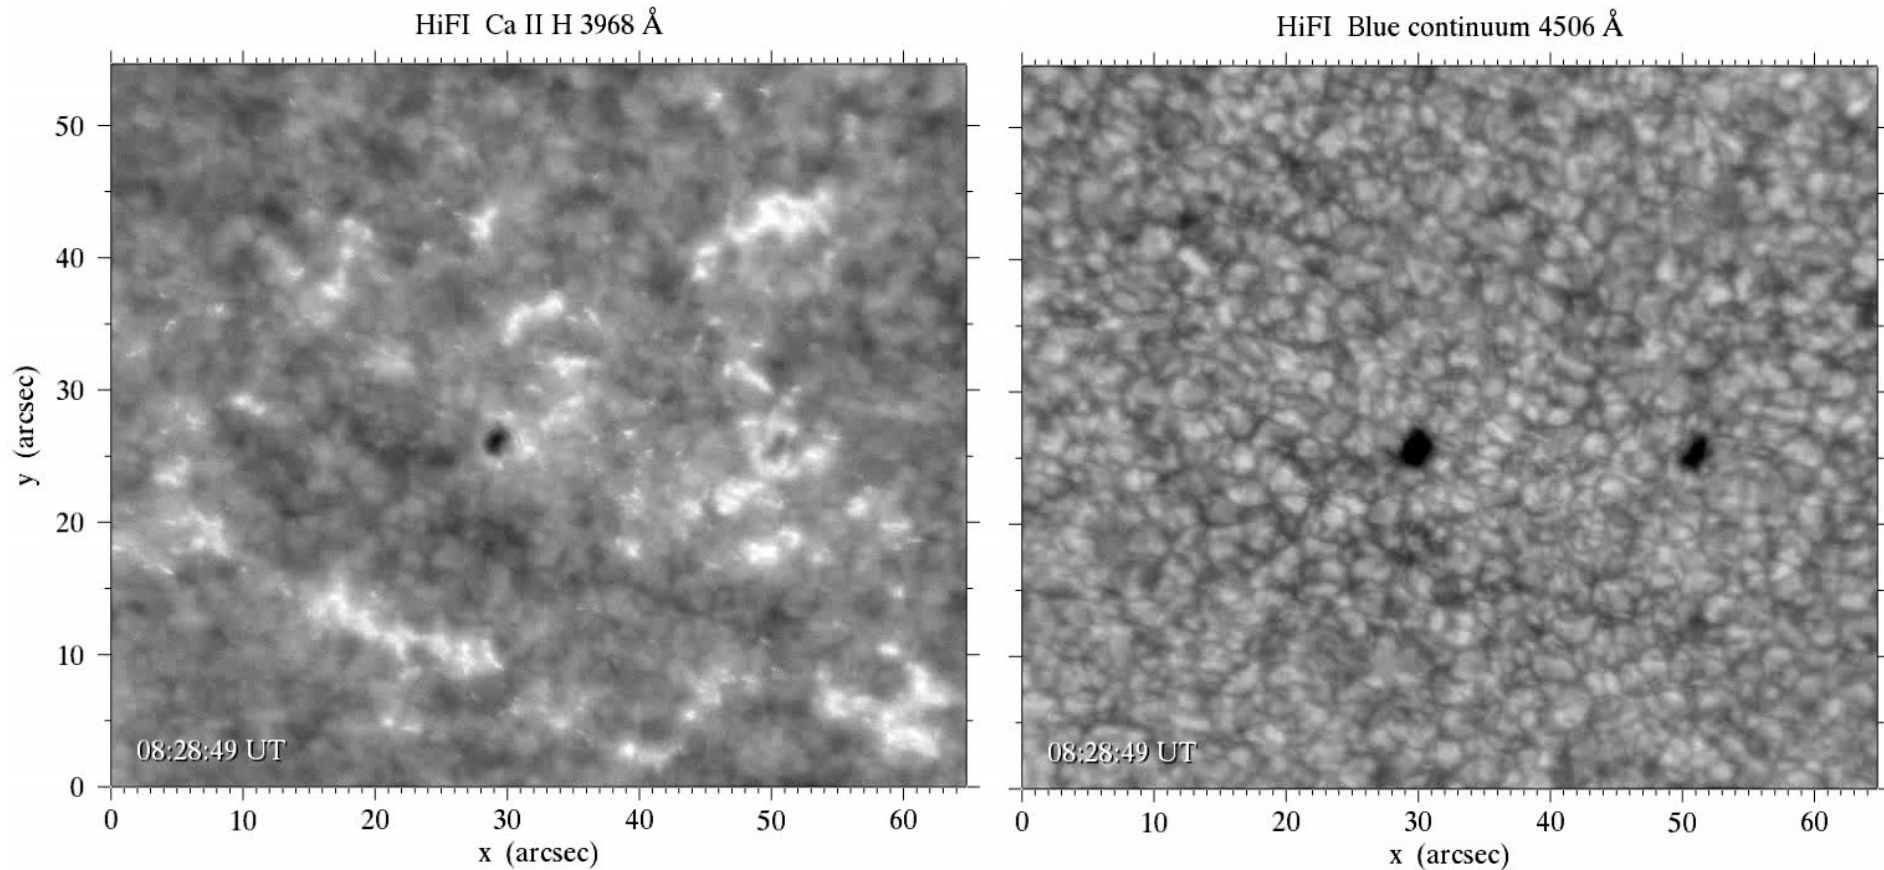 HiFI Ca II H 3968 Å
50
40
30
20
10
0
y (arcsec)
08:28:49 UT
0 10 20 30 40 50 60
x (arcsec)
HiFI Blue continuum 4506 Å
08:28:49 UT
0 10 20 30 40 50 60
x (arcsec)